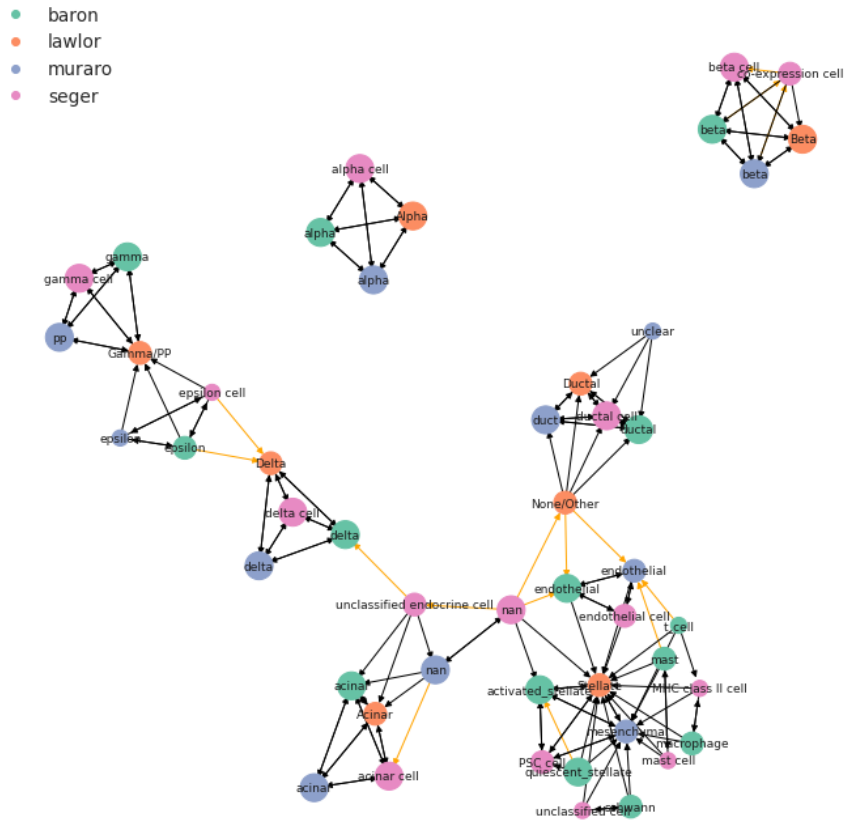 baron
lawlor
muraro
seger
beta cell
co-expression cell
beta
Beta
beta
alpha cell
Alpha
alpha
alpha
gamma
gamma cell
pp
Gamma/PP
unclear
epsilon cell
Ductal
duct
ductal cell
ductal
epsilon
epsilon
Delta
None/Other
delta cell
delta
delta
endothelial
endothelial
unclassified endocrine cell
nan
endothelial cell
t_cell
nan
mast
acinar
activated_stellate
Stellate
MHC class II cell
Acinar
mesenchymal
macrophage
PSC cell
mast cell
quiescent_stellate
acinar cell
acinar
unclassified cell
schwann